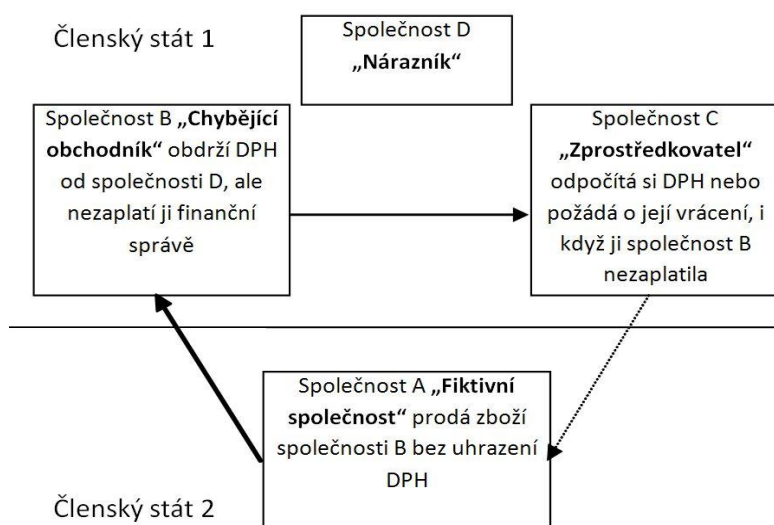 Členský stát 1
Společnost D
„Nárazník“
Společnost B „Chybějící
obchodník“ obdrží DPH
od společnosti D, ale
nezaplatí ji finanční
správě
Společnost C
„Zprostředkovatel“
odpočítá si DPH nebo
požádá o její vrácení, i
když ji společnost B
nezaplatila
Společnost A „Fiktivní
společnost“ prodá zboží
společnosti B bez uhrazení
DPH
Členský stát 2